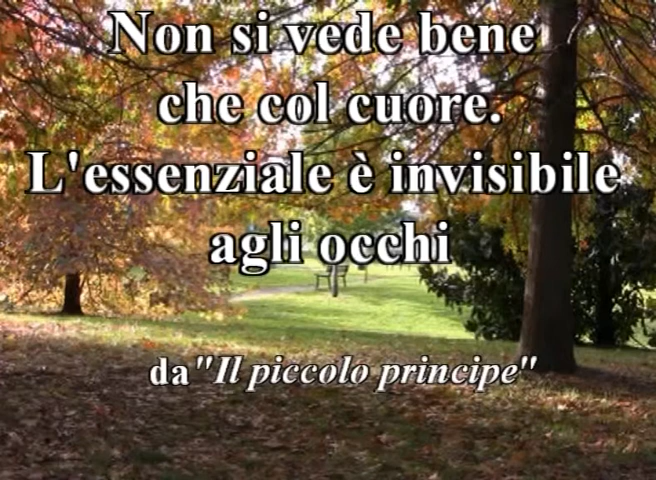 Non si vede bene
che col cuore.
L'essenziale è invisibile
agli occhi
da "Il piccolo principe"